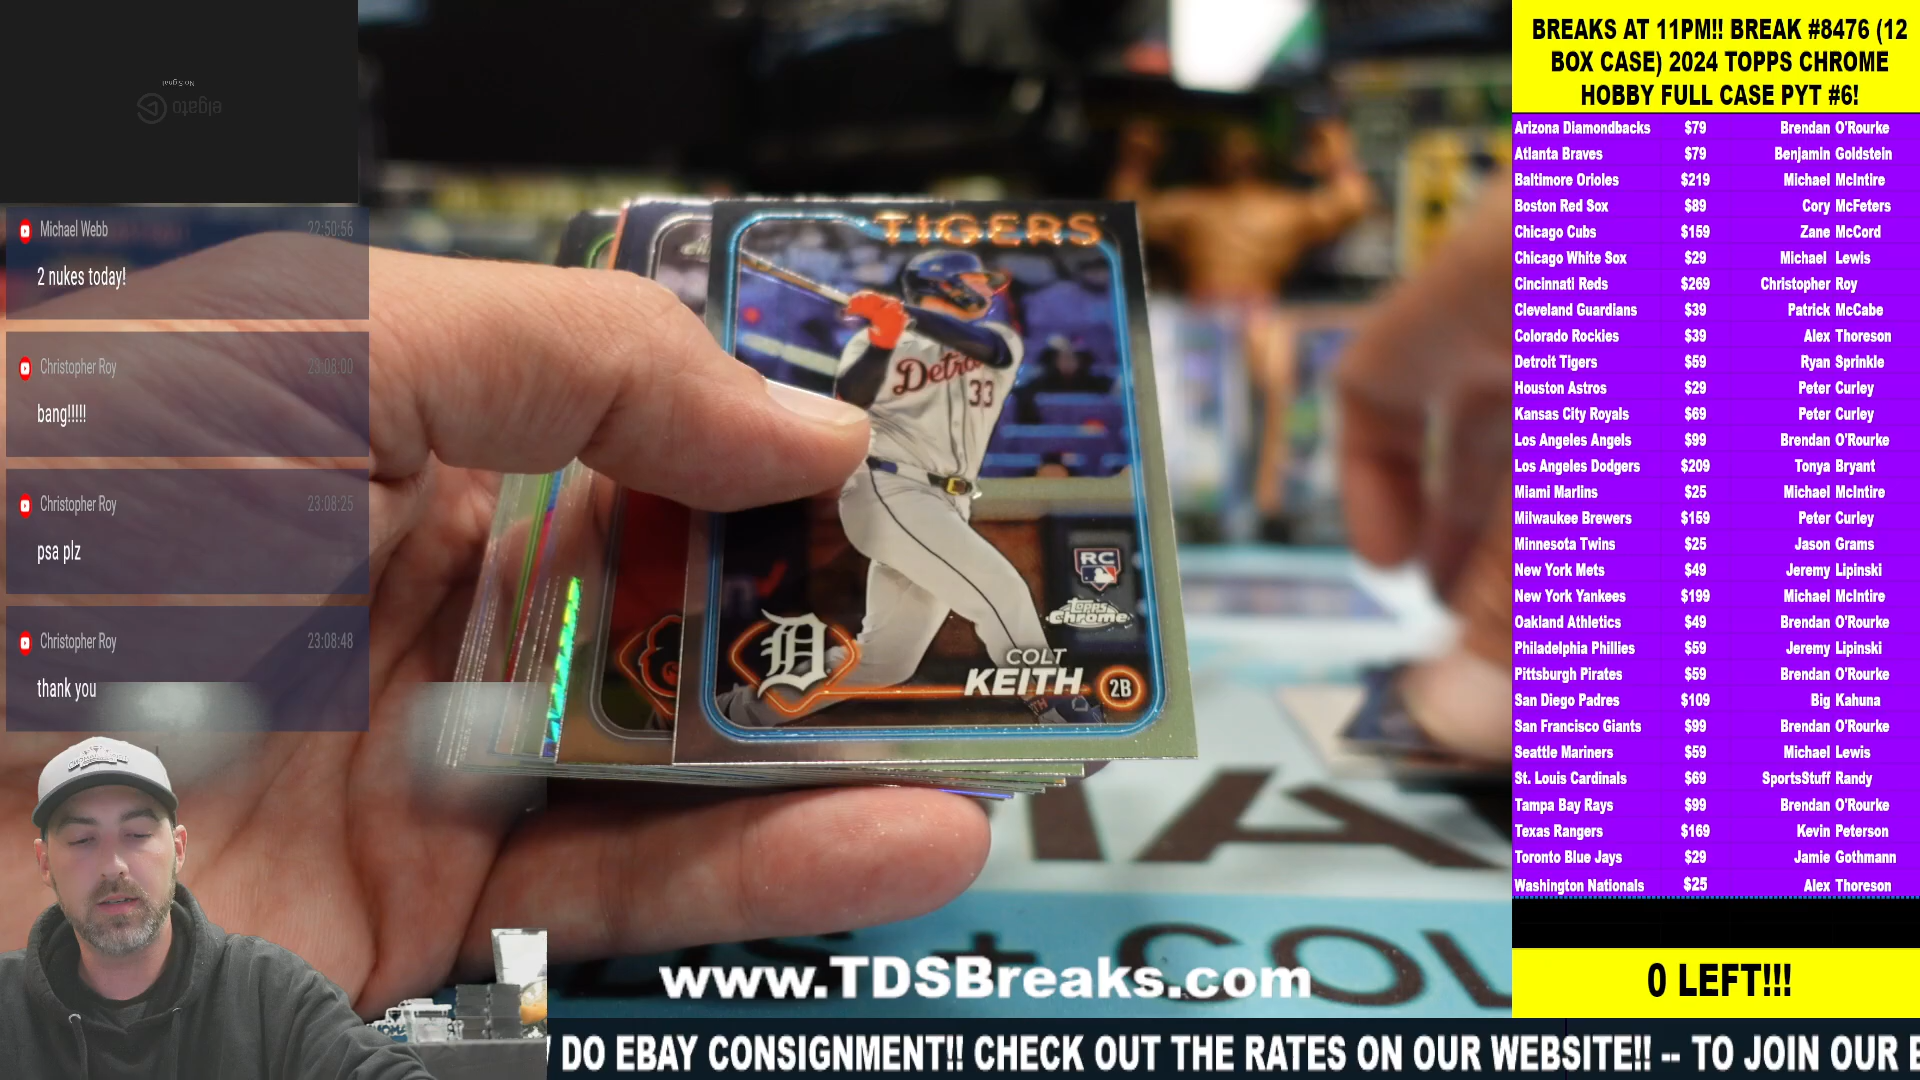 No Signal
elgato
Michael Webb 22:50:56
2 nukes today!
Christopher Roy 23:08:00
bang!!!!!
Christopher Roy 23:08:25
psa plz
Christopher Roy 23:08:48
thank you
TIGERS
Detroit
33
RC
TOPPS
Chrome
D
COLT
KEITH
2B
www.TDSBreaks.com
DO EBAY CONSIGNMENT!! CHECK OUT THE RATES ON OUR WEBSITE!! -- TO JOIN OUR
BREAKS AT 11PM!! BREAK #8476 (12
BOX CASE) 2024 TOPPS CHROME
HOBBY FULL CASE PYT #6!
Arizona Diamondbacks $79 Brendan O'Rourke
Atlanta Braves $79 Benjamin Goldstein
Baltimore Orioles $219 Michael McIntire
Boston Red Sox $89 Cory McFeters
Chicago Cubs $159 Zane McCord
Chicago White Sox $29 Michael Lewis
Cincinnati Reds $269 Christopher Roy
Cleveland Guardians $39 Patrick McCabe
Colorado Rockies $39 Alex Thoreson
Detroit Tigers $59 Ryan Sprinkle
Houston Astros $29 Peter Curley
Kansas City Royals $69 Peter Curley
Los Angeles Angels $99 Brendan O'Rourke
Los Angeles Dodgers $209 Tonya Bryant
Miami Marlins $25 Michael McIntire
Milwaukee Brewers $159 Peter Curley
Minnesota Twins $25 Jason Grams
New York Mets $49 Jeremy Lipinski
New York Yankees $199 Michael McIntire
Oakland Athletics $49 Brendan O'Rourke
Philadelphia Phillies $59 Jeremy Lipinski
Pittsburgh Pirates $59 Brendan O'Rourke
San Diego Padres $109 Big Kahuna
San Francisco Giants $99 Brendan O'Rourke
Seattle Mariners $59 Michael Lewis
St. Louis Cardinals $69 SportsStuff Randy
Tampa Bay Rays $99 Brendan O'Rourke
Texas Rangers $169 Kevin Peterson
Toronto Blue Jays $29 Jamie Gothmann
Washington Nationals $25 Alex Thoreson
0 LEFT!!!